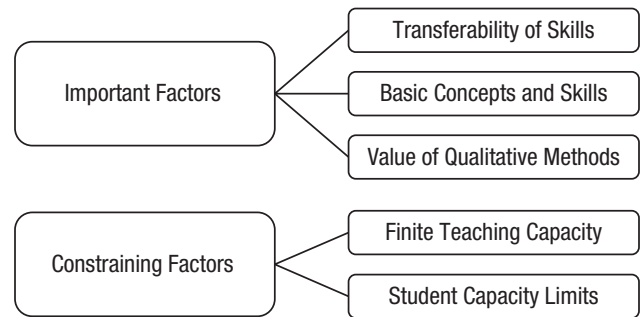 Important Factors
Transferability of Skills
Basic Concepts and Skills
Value of Qualitative Methods
Constraining Factors
Finite Teaching Capacity
Student Capacity Limits